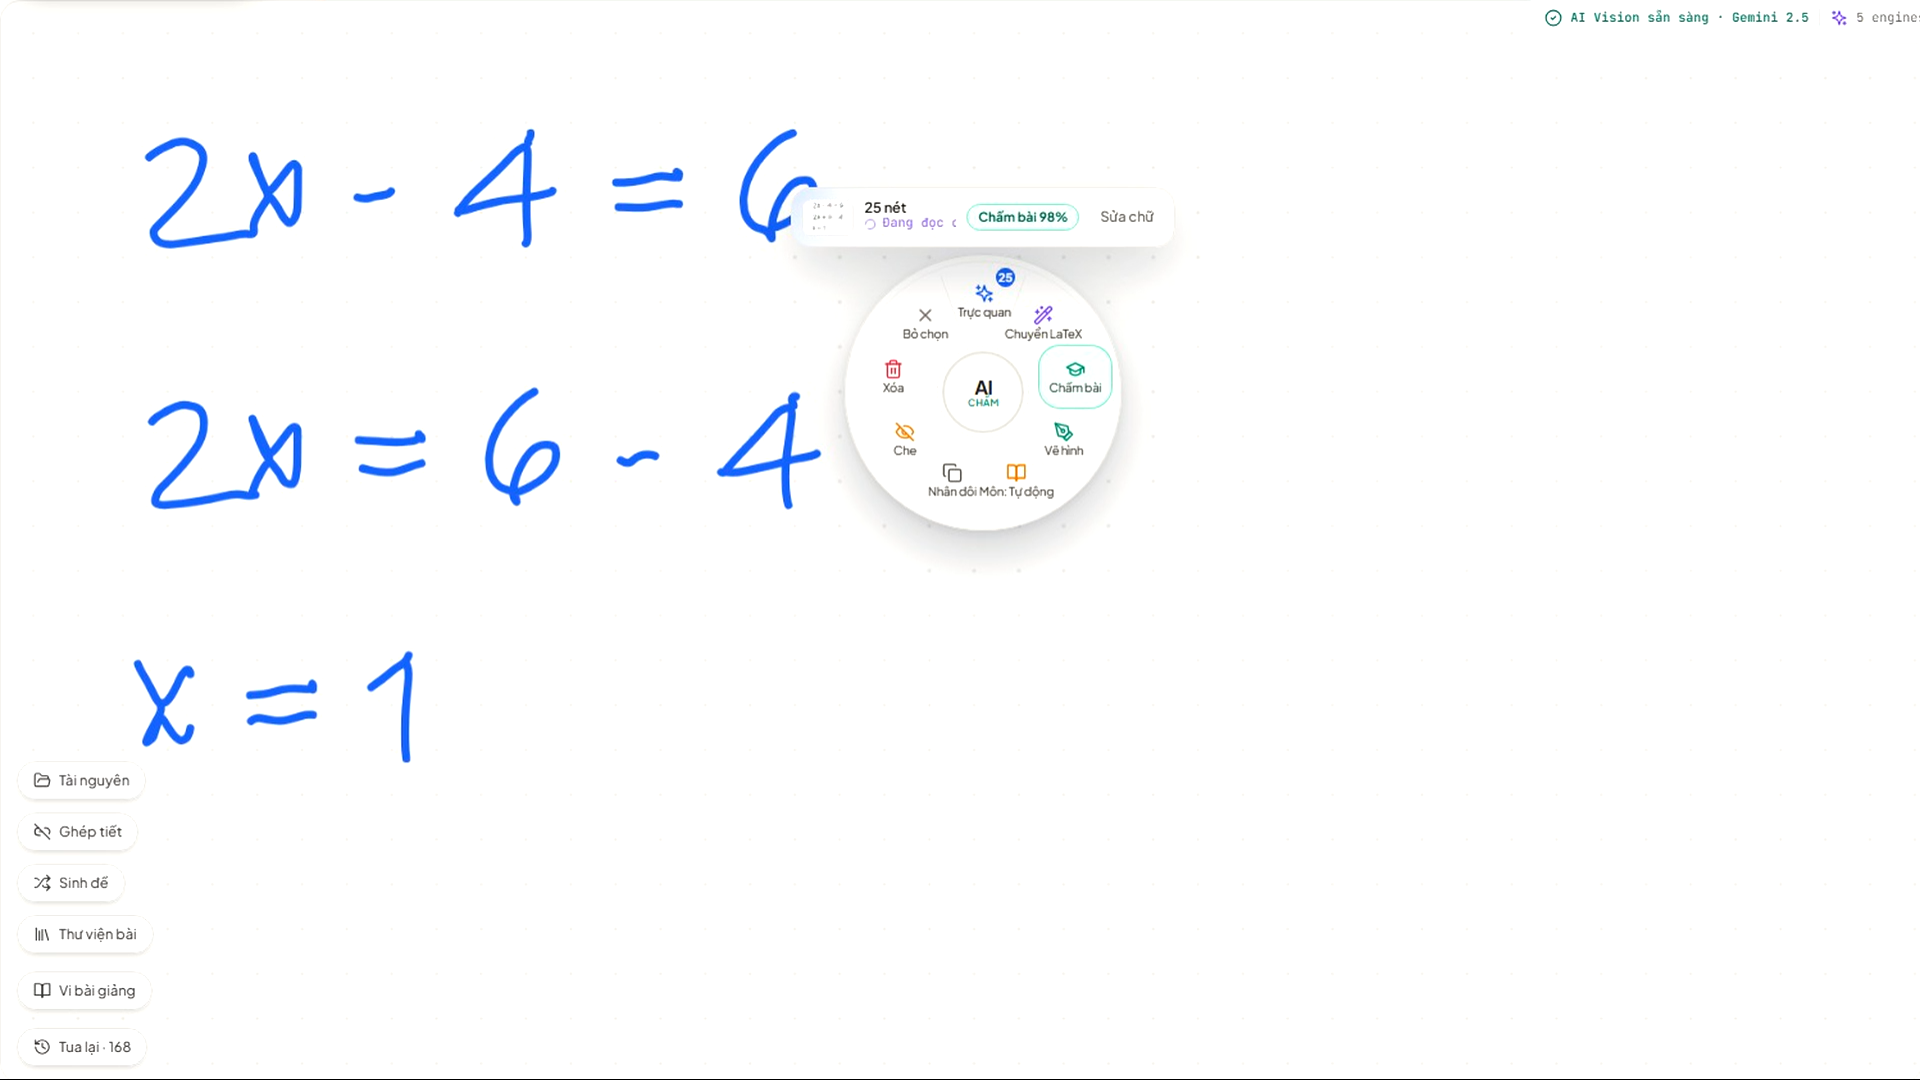 AI Vision sẵn sàng · Gemini 2.5
5 engines
2x - 4 = 6
25 nét
Đang đọc c
Chấm bài 98%
Sửa chữ
25
Trực quan
Bỏ chọn
Chuyển LaTeX
Xóa
AI
CHẤM
Chấm bài
2x = 6 - 4
Che
Vẽ hình
Nhân đôi
Môn: Tự động
x = 1
Tài nguyên
Ghép tiết
Sinh đề
Thư viện bài
Vi bài giảng
Tua lại · 168